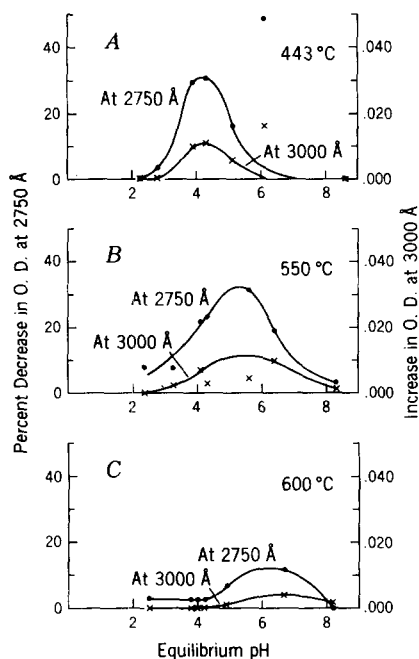 Percent Decrease in O. D. at 2750 Å
Increase in O. D. at 3000 Å
A
443 °C
40
20
0
.040
.020
.000
At 2750 Å
At 3000 Å
2 4 6 8
B
550 °C
40
20
0
.040
.020
.000
At 2750 Å
At 3000 Å
2 4 6 8
C
600 °C
40
20
0
.040
.020
.000
At 2750 Å
At 3000 Å
2 4 6 8
Equilibrium pH